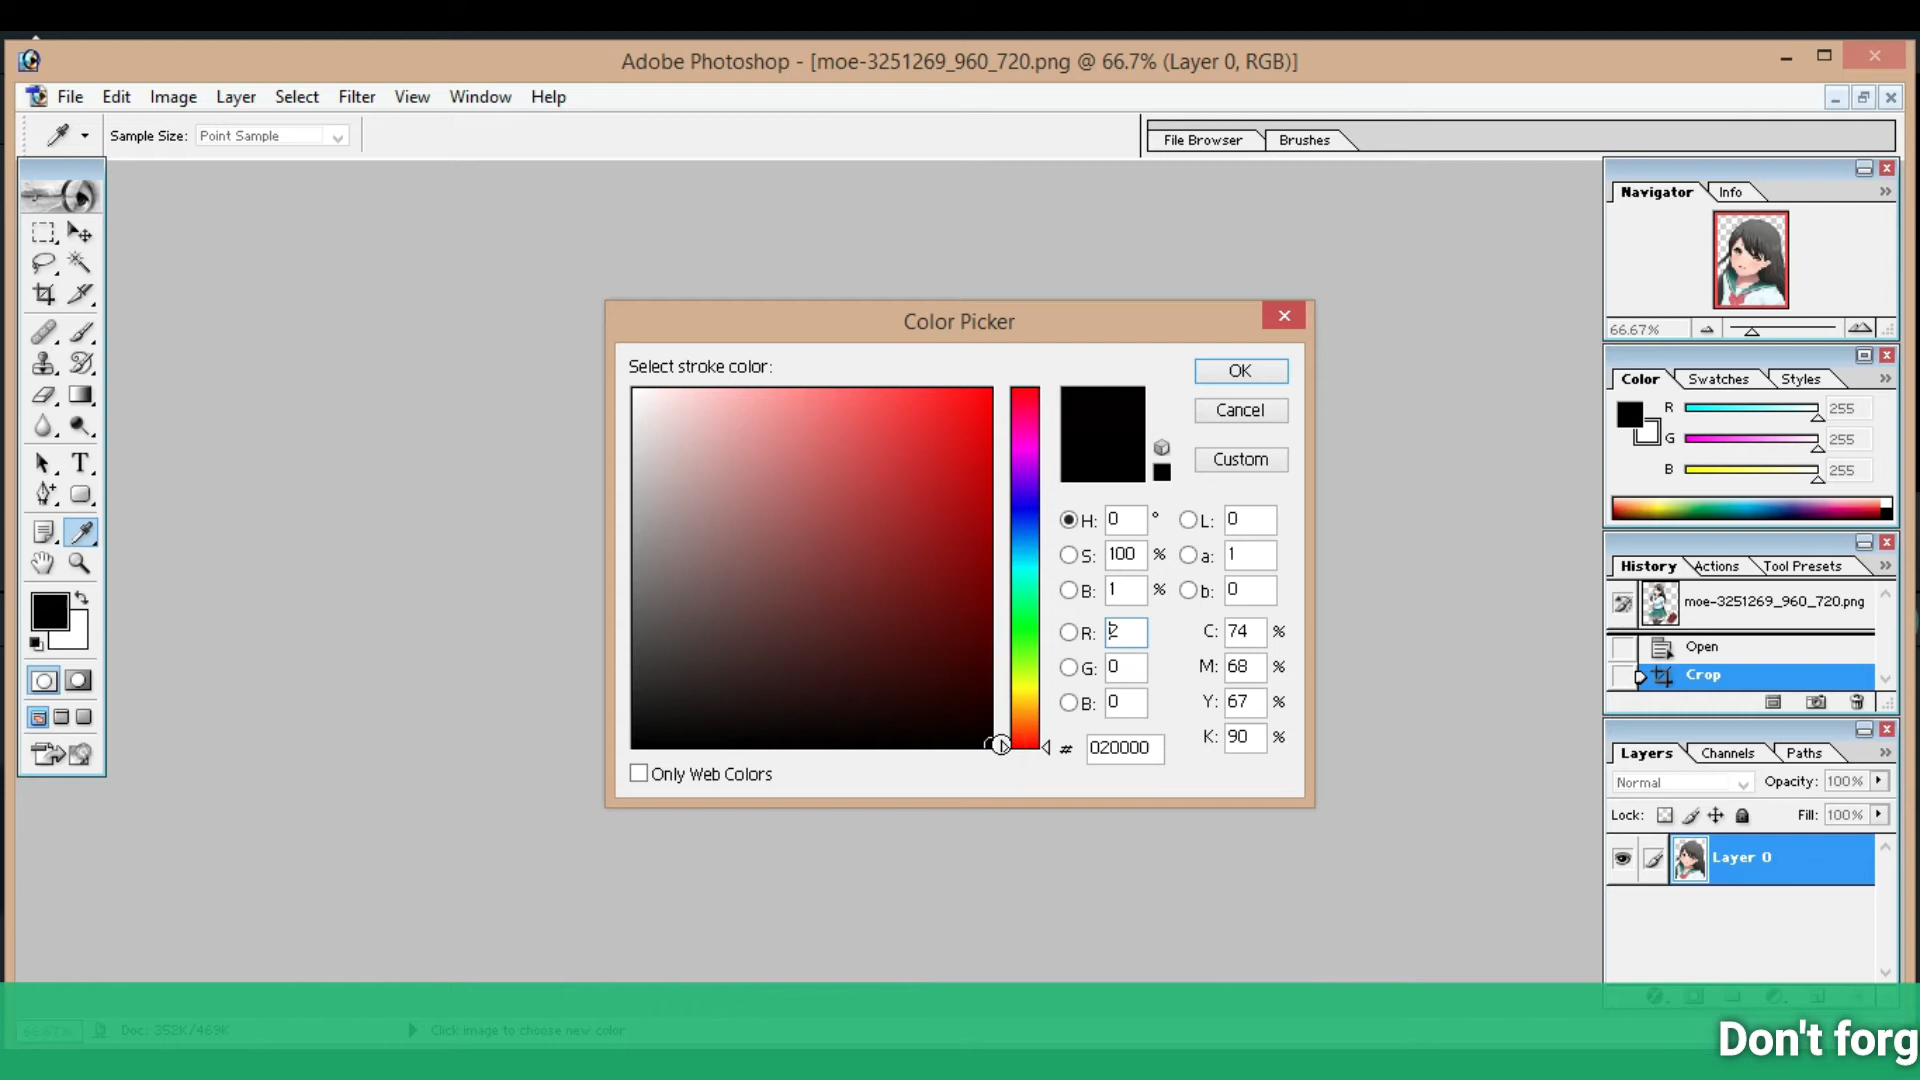 Adobe Photoshop - [moe-3251269_960_720.png @ 66.7% (Layer 0, RGB)]
File Edit Image Layer Select Filter View Window Help
Sample Size: Point Sample
File Browser Brushes
Navigator Info
66.67%
Color Swatches Styles
R 255
G 255
B 255
History Actions Tool Presets
moe-3251269_960_720.png
Open
Crop
Layers Channels Paths
Normal Opacity: 100%
Lock: Fill: 100%
Layer 0
Color Picker
Select stroke color:
OK
Cancel
Custom
H: 0 ° L: 0
S: 100 % a: 1
B: 1 % b: 0
R: 2 C: 74 %
G: 0 M: 68 %
B: 0 Y: 67 %
K: 90 %
# 020000
Only Web Colors
66.67% Doc: 352K/469K Click image to choose new color
Don't forg